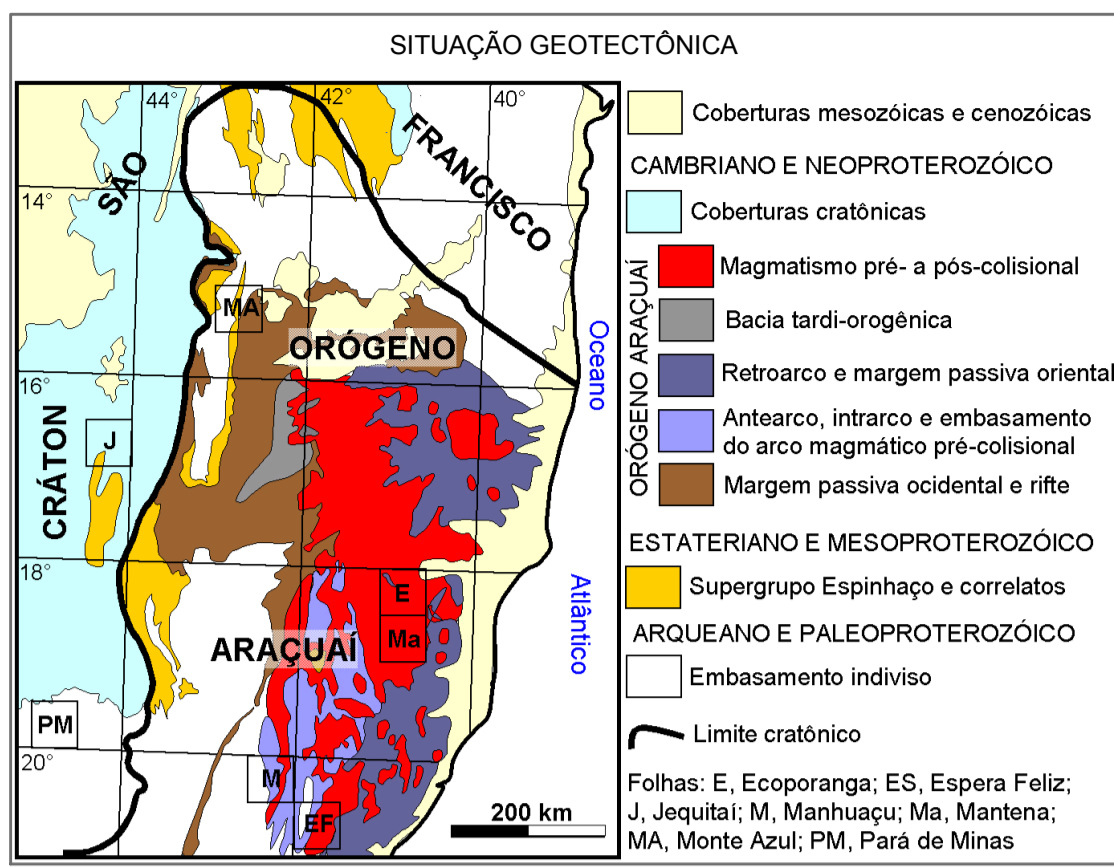 SITUAÇÃO GEOTECTÔNICA
44°
42°
40°
SÃO
FRANCISCO
14°
MA
ORÓGENO
Oceano
16°
J
CRÁTON
18°
E
Ma
Atlântico
ARAÇUAÍ
PM
20°
M
EF
200 km
Coberturas mesozóicas e cenozóicas
CAMBRIANO E NEOPROTEROZÓICO
Coberturas cratônicas
ORÓGENO ARAÇUAÍ
Magmatismo pré- a pós-colisional
Bacia tardi-orogênica
Retroarco e margem passiva oriental
Antearco, intrarco e embasamento
do arco magmático pré-colisional
Margem passiva ocidental e rifte
ESTATERIANO E MESOPROTEROZÓICO
Supergrupo Espinhaço e correlatos
ARQUEANO E PALEOPROTEROZÓICO
Embasamento indiviso
Limite cratônico
Folhas: E, Ecoporanga; ES, Espera Feliz;
J, Jequitaí; M, Manhuaçu; Ma, Mantena;
MA, Monte Azul; PM, Pará de Minas